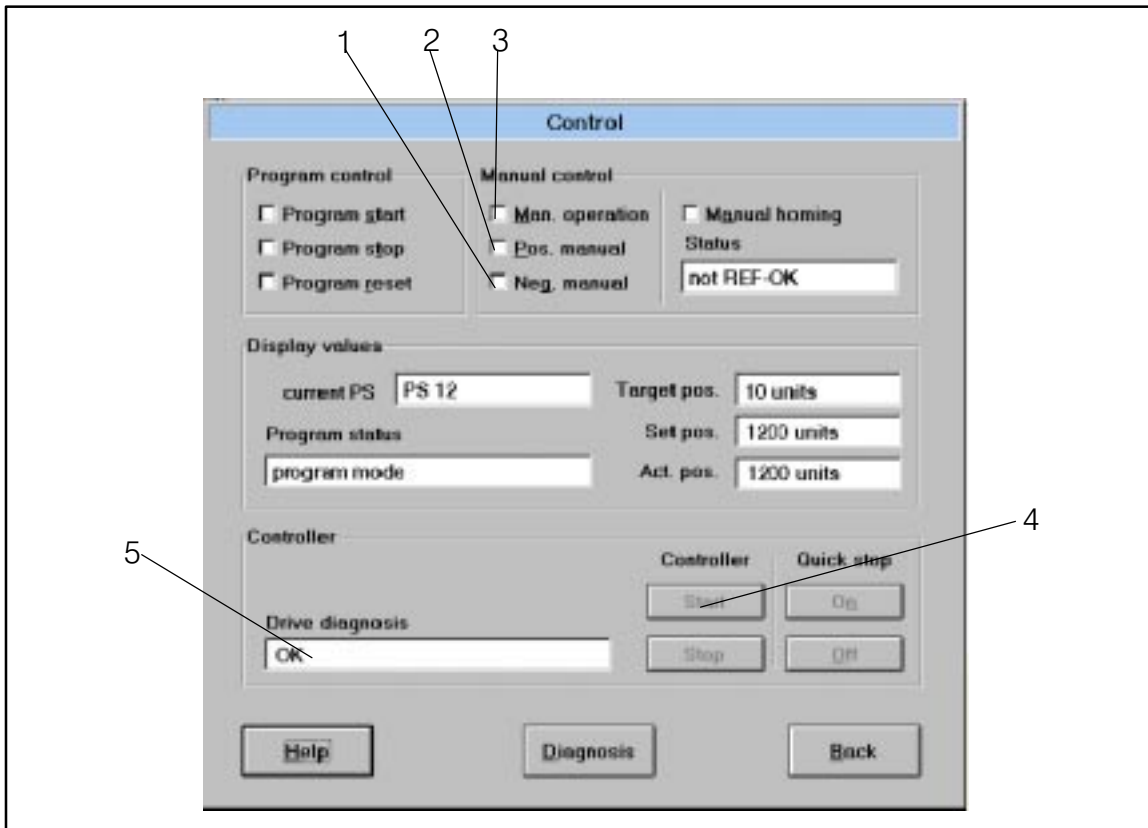 1 2 3
Control
Program control
Program start
Program stop
Program reset
Manual control
Man. operation
Pos. manual
Neg. manual
Manual homing
Status
not REF-OK
Display values
current PS PS 12
Program status
program mode
Target pos. 10 units
Set pos. 1200 units
Act. pos. 1200 units
4
5
Controller
Drive diagnosis
OK
Controller
Start
Stop
Quick stop
On
Off
Help
Diagnosis
Back